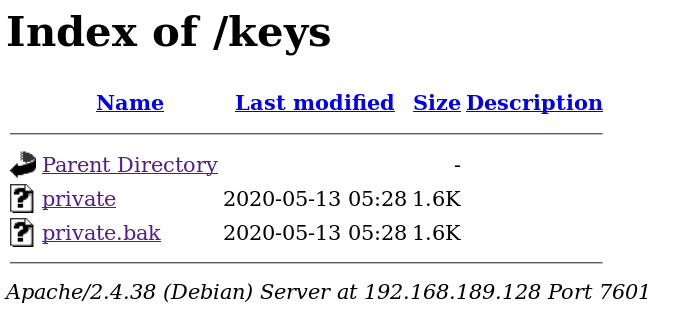 Index of /keys
Name Last modified Size Description
Parent Directory -
private 2020-05-13 05:28 1.6K
private.bak 2020-05-13 05:28 1.6K
Apache/2.4.38 (Debian) Server at 192.168.189.128 Port 7601